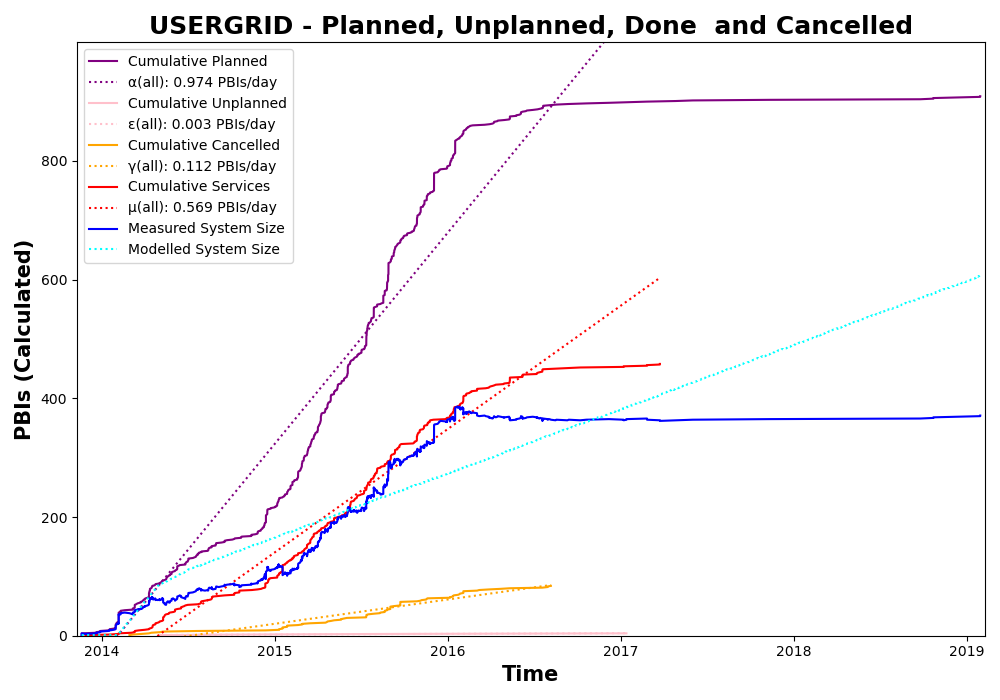 USERGRID - Planned, Unplanned, Done  and Cancelled
Cumulative Planned
α(all): 0.974 PBIs/day
Cumulative Unplanned
ε(all): 0.003 PBIs/day
Cumulative Cancelled
γ(all): 0.112 PBIs/day
Cumulative Services
μ(all): 0.569 PBIs/day
Measured System Size
Modelled System Size
PBIs (Calculated)
800
600
400
200
0
2014 2015 2016 2017 2018 2019
Time